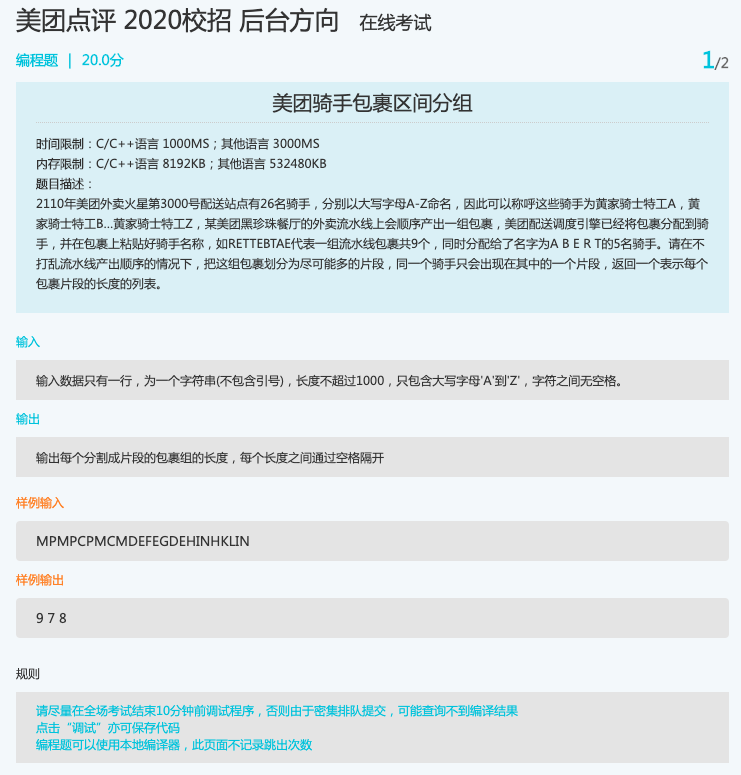 美团点评 2020校招 后台方向 在线考试
编程题 | 20.0分 1/2
美团骑手包裹区间分组
时间限制：C/C++语言 1000MS；其他语言 3000MS
内存限制：C/C++语言 8192KB；其他语言 532480KB
题目描述：
2110年美团外卖火星第3000号配送站点有26名骑手，分别以大写字母A-Z命名，因此可以称呼这些骑手为黄家骑士特工A，黄
家骑士特工B...黄家骑士特工Z，某美团黑珍珠餐厅的外卖流水线上会顺序产出一组包裹，美团配送调度引擎已经将包裹分配到骑
手，并在包裹上粘贴好骑手名称，如RETTEBTAE代表一组流水线包裹共9个，同时分配给了名字为A B E R T的5名骑手。请在不
打乱流水线产出顺序的情况下，把这组包裹划分为尽可能多的片段，同一个骑手只会出现在其中的一个片段，返回一个表示每个
包裹片段的长度的列表。
输入
输入数据只有一行，为一个字符串(不包含引号)，长度不超过1000，只包含大写字母'A'到'Z'，字符之间无空格。
输出
输出每个分割成片段的包裹组的长度，每个长度之间通过空格隔开
样例输入
MPMPCPMCMDEFEGDEHINHKLIN
样例输出
9 7 8
规则
请尽量在全场考试结束10分钟前调试程序，否则由于密集排队提交，可能查询不到编译结果
点击“调试”亦可保存代码
编程题可以使用本地编译器，此页面不记录跳出次数